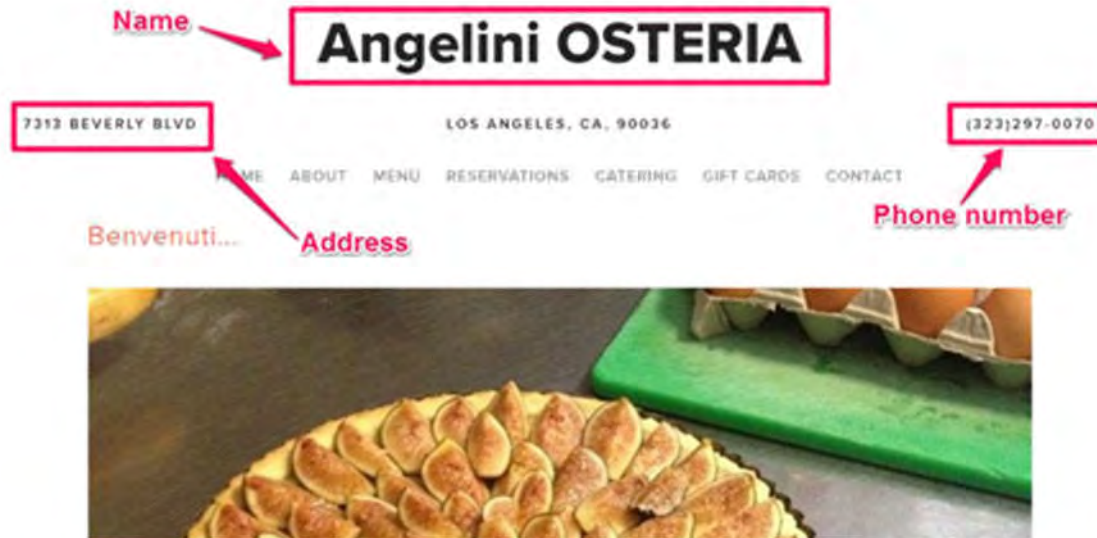 Name
Angelini OSTERIA
7313 BEVERLY BLVD LOS ANGELES, CA, 90036 (323)297-0070
HOME ABOUT MENU RESERVATIONS CATERING GIFT CARDS CONTACT
Phone number
Benvenuti... Address